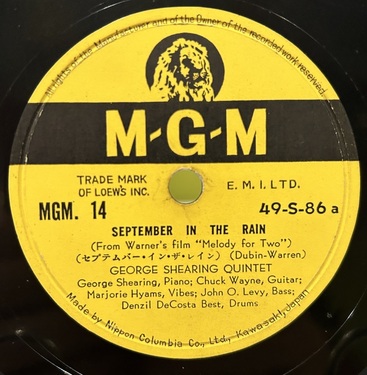 All rights of the Manufacturer and of the Owner of the recorded work reserved.
M-G-M
TRADE MARK
OF LOEW'S INC.
E. M. I. LTD.
MGM. 14
49-S-86 a
SEPTEMBER IN THE RAIN
(From Warner's film "Melody for Two")
(セプテムバー・イン・ザ・レイン) (Dubin-Warren)
GEORGE SHEARING QUINTET
George Shearing, Piano; Chuck Wayne, Guitar;
Marjorie Hyams, Vibes; John O. Levy, Bass;
Denzil DeCosta Best, Drums
Made by Nippon Columbia Co., Ltd., Kawasaki, Japan